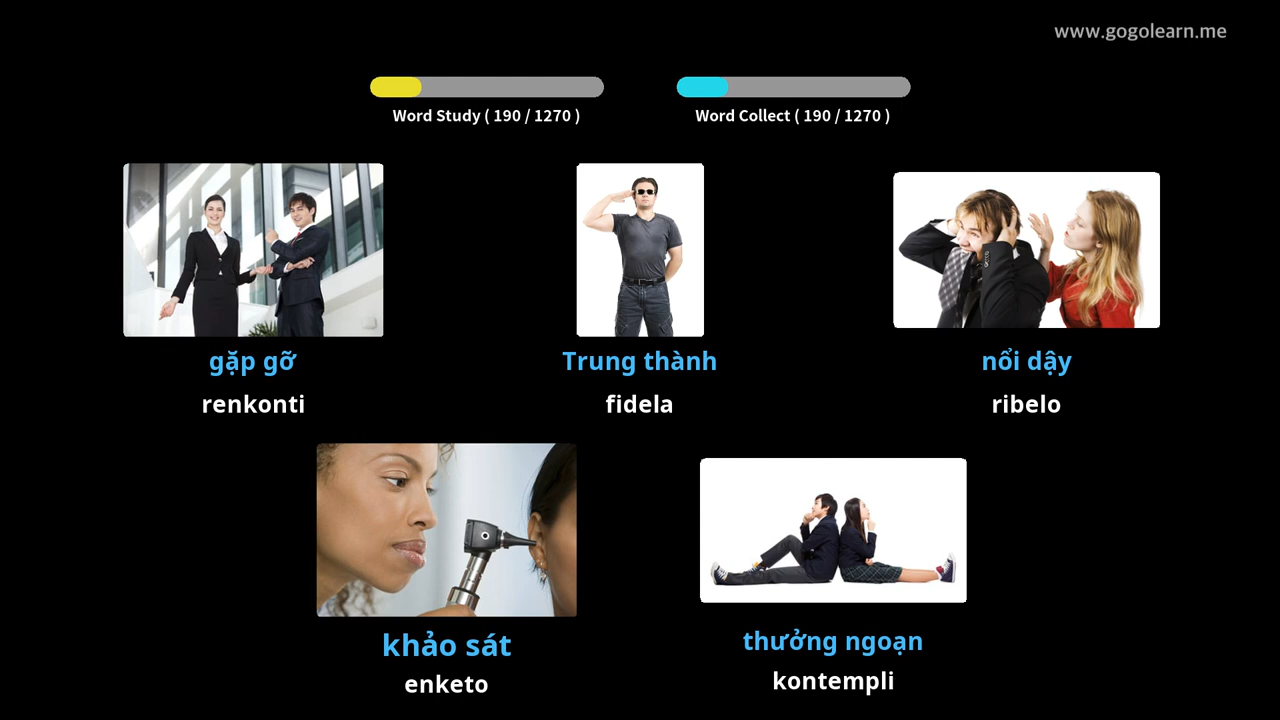 www.gogolearn.me
Word Study ( 190 / 1270 )
Word Collect ( 190 / 1270 )
gặp gỡ
renkonti
Trung thành
fidela
nổi dậy
ribelo
khảo sát
enketo
thưởng ngoạn
kontempli